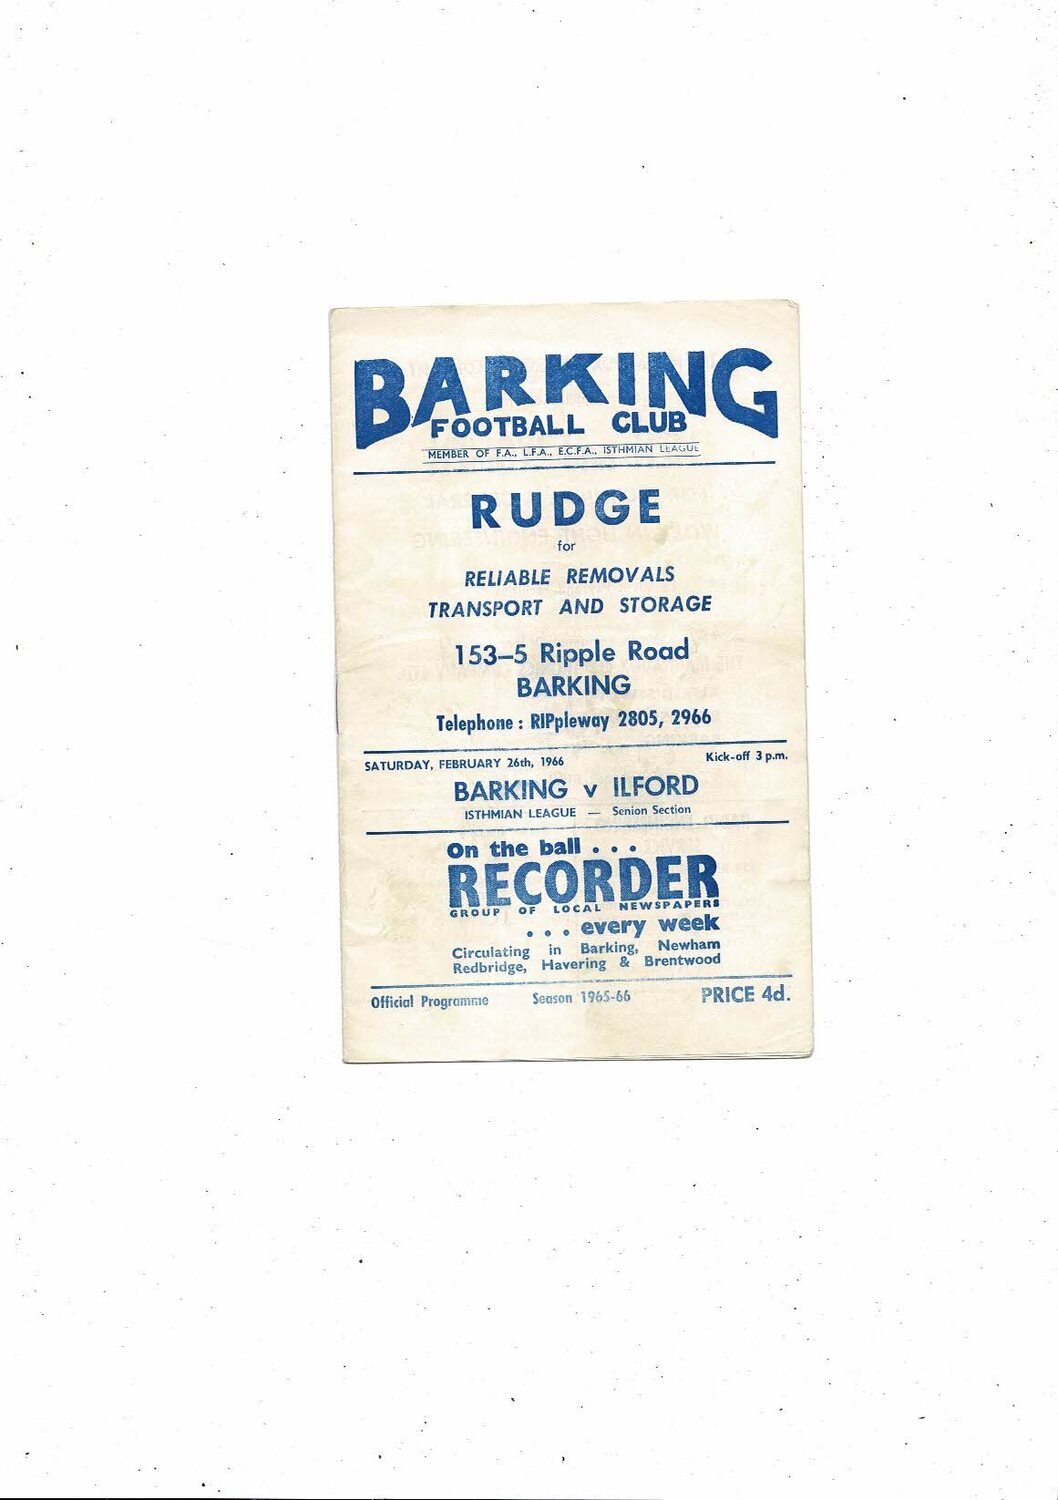 BARKING
FOOTBALL CLUB
MEMBER OF F.A., L.F.A., E.C.F.A., ISTHMIAN LEAGUE
RUDGE
for
RELIABLE REMOVALS
TRANSPORT AND STORAGE
153–5 Ripple Road
BARKING
Telephone : RIPpleway 2805, 2966
SATURDAY, FEBRUARY 26th, 1966 Kick-off 3 p.m.
BARKING v ILFORD
ISTHMIAN LEAGUE — Senion Section
On the ball . . .
RECORDER
GROUP OF LOCAL NEWSPAPERS
. . . every week
Circulating in Barking, Newham
Redbridge, Havering & Brentwood
Official Programme Season 1965-66 PRICE 4d.